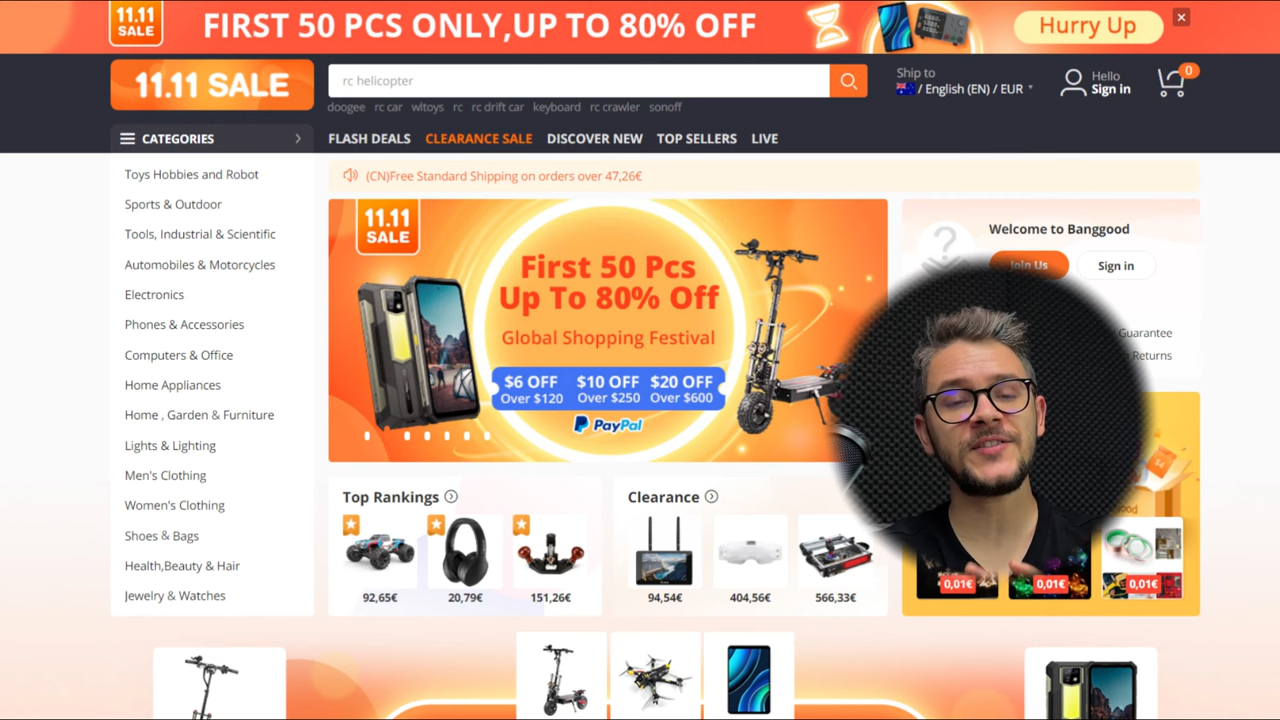 11.11
SALE
FIRST 50 PCS ONLY,UP TO 80% OFF
Hurry Up
11.11 SALE
rc helicopter
Ship to
/ English (EN) / EUR
Hello
Sign in
0
doogee rc car wltoys rc rc drift car keyboard rc crawler sonoff
CATEGORIES
FLASH DEALS CLEARANCE SALE DISCOVER NEW TOP SELLERS LIVE
Toys Hobbies and Robot
Sports & Outdoor
Tools, Industrial & Scientific
Automobiles & Motorcycles
Electronics
Phones & Accessories
Computers & Office
Home Appliances
Home , Garden & Furniture
Lights & Lighting
Men's Clothing
Women's Clothing
Shoes & Bags
Health,Beauty & Hair
Jewelry & Watches
(CN)Free Standard Shipping on orders over 47,26€
11.11
SALE
First 50 Pcs
Up To 80% Off
Global Shopping Festival
$6 OFF $10 OFF $20 OFF
Over $120 Over $250 Over $600
PayPal
Welcome to Banggood
Join Us
Sign in
Guarantee
Returns
Top Rankings
92,65€ 20,79€ 151,26€
Clearance
94,54€ 404,56€ 566,33€
0,01€ 0,01€ 0,01€